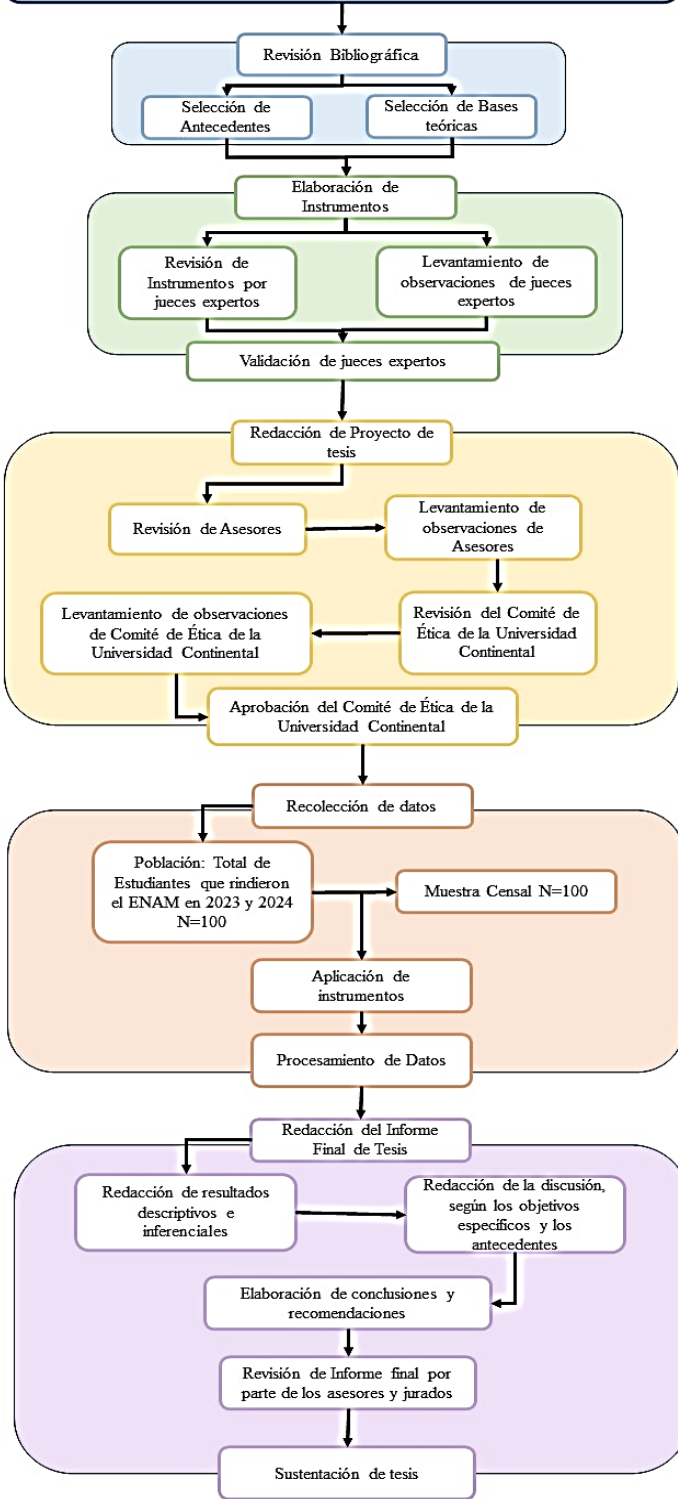 Revisión Bibliográfica
Selección de
Antecedentes
Selección de Bases
teóricas
Elaboración de
Instrumentos
Revisión de
Instrumentos por
jueces expertos
Levantamiento de
observaciones de jueces
expertos
Validación de jueces expertos
Redacción de Proyecto de
tesis
Revisión de Asesores
Levantamiento de
observaciones de
Asesores
Levantamiento de observaciones
de Comité de Ética de la
Universidad Continental
Revisión del Comité de
Ética de la Universidad
Continental
Aprobación del Comité de Ética de la
Universidad Continental
Recolección de datos
Población: Total de
Estudiantes que rindieron
el ENAM en 2023 y 2024
N=100
Muestra Censal N=100
Aplicación de
instrumentos
Procesamiento de Datos
Redacción del Informe
Final de Tesis
Redacción de resultados
descriptivos e
inferenciales
Redacción de la discusión,
según los objetivos
específicos y los
antecedentes
Elaboración de conclusiones y
recomendaciones
Revisión de Informe final por
parte de los asesores y jurados
Sustentación de tesis